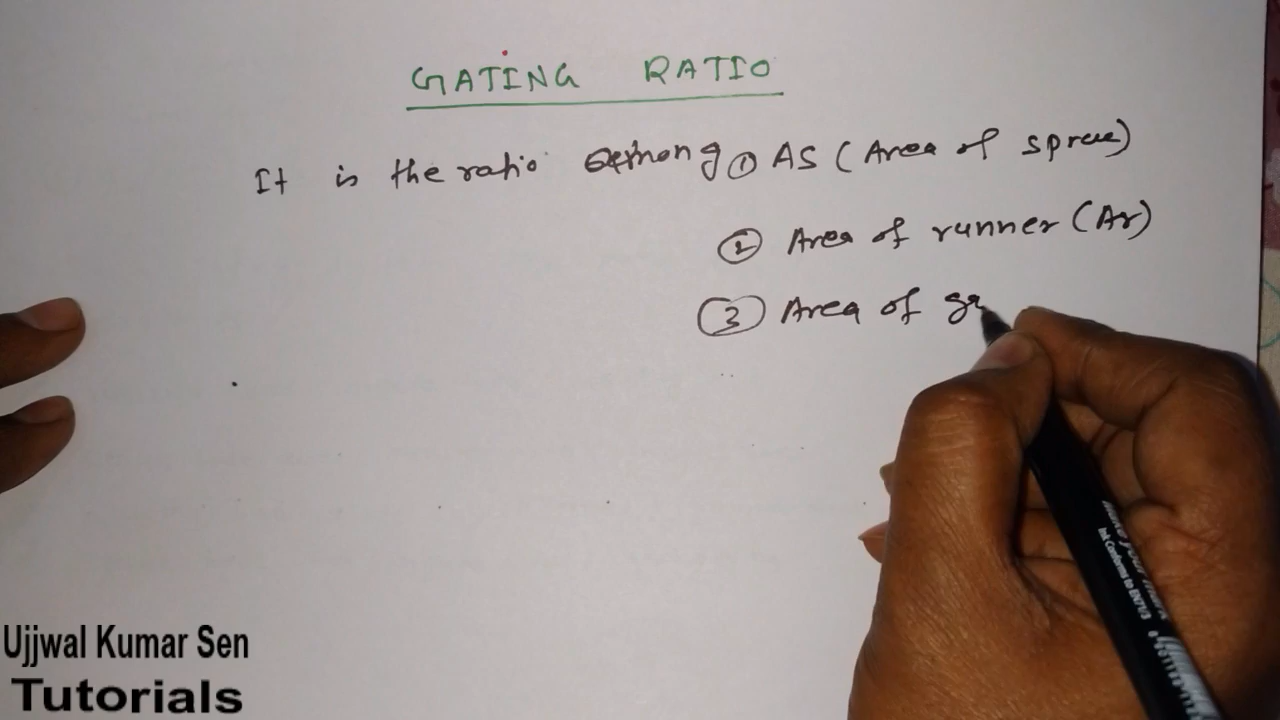 GATING RATIO
It is the ratio among ① AS (Area of sprue)
② Area of runner (Ar)
③ Area of ga
Ujjwal Kumar Sen
Tutorials